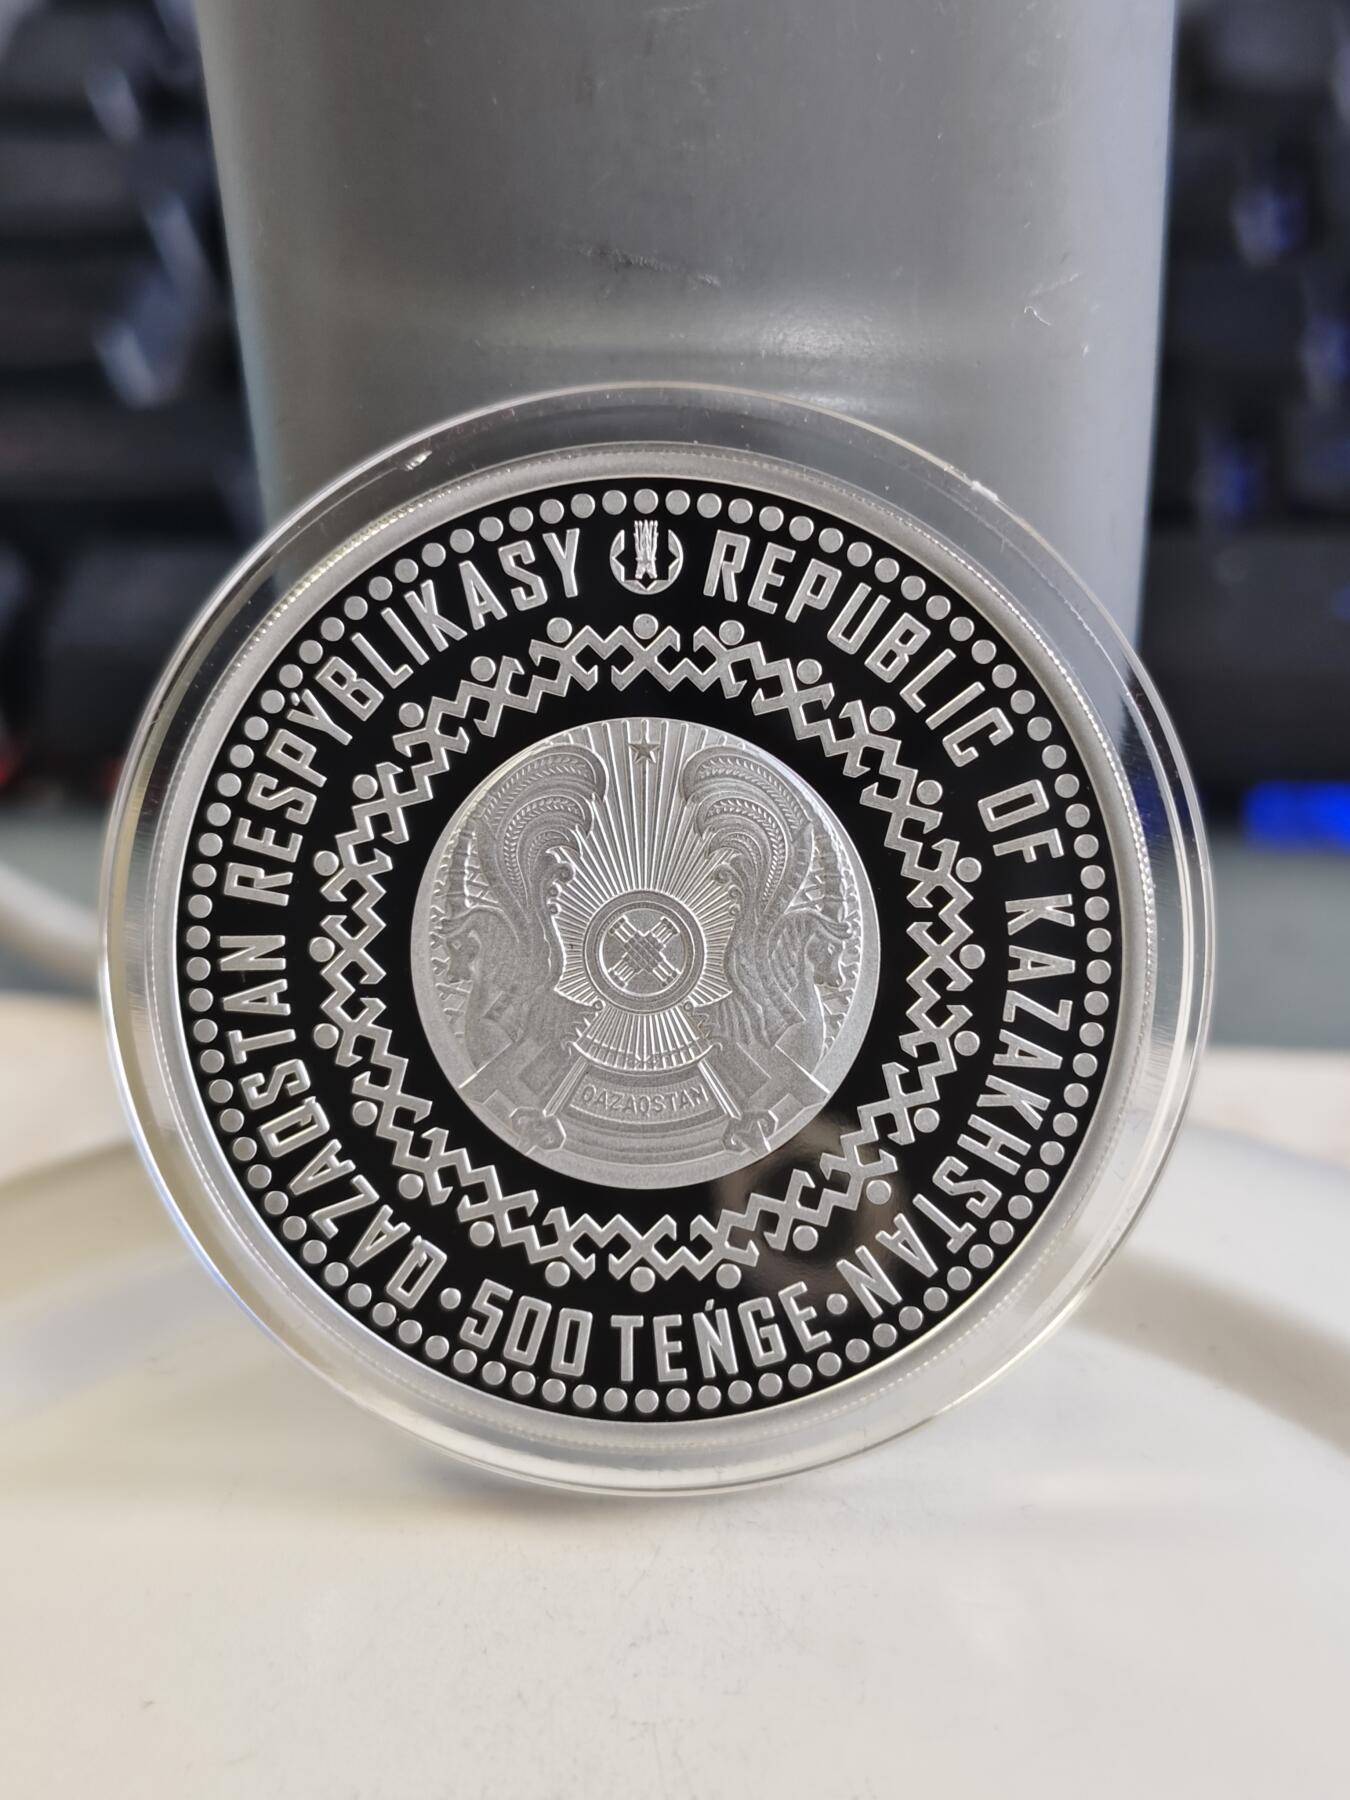 QAZAQSTAN RESPÝBLIKASY
REPUBLIC OF KAZAKHSTAN
QAZAQSTAN
• 500 TEŃGE •